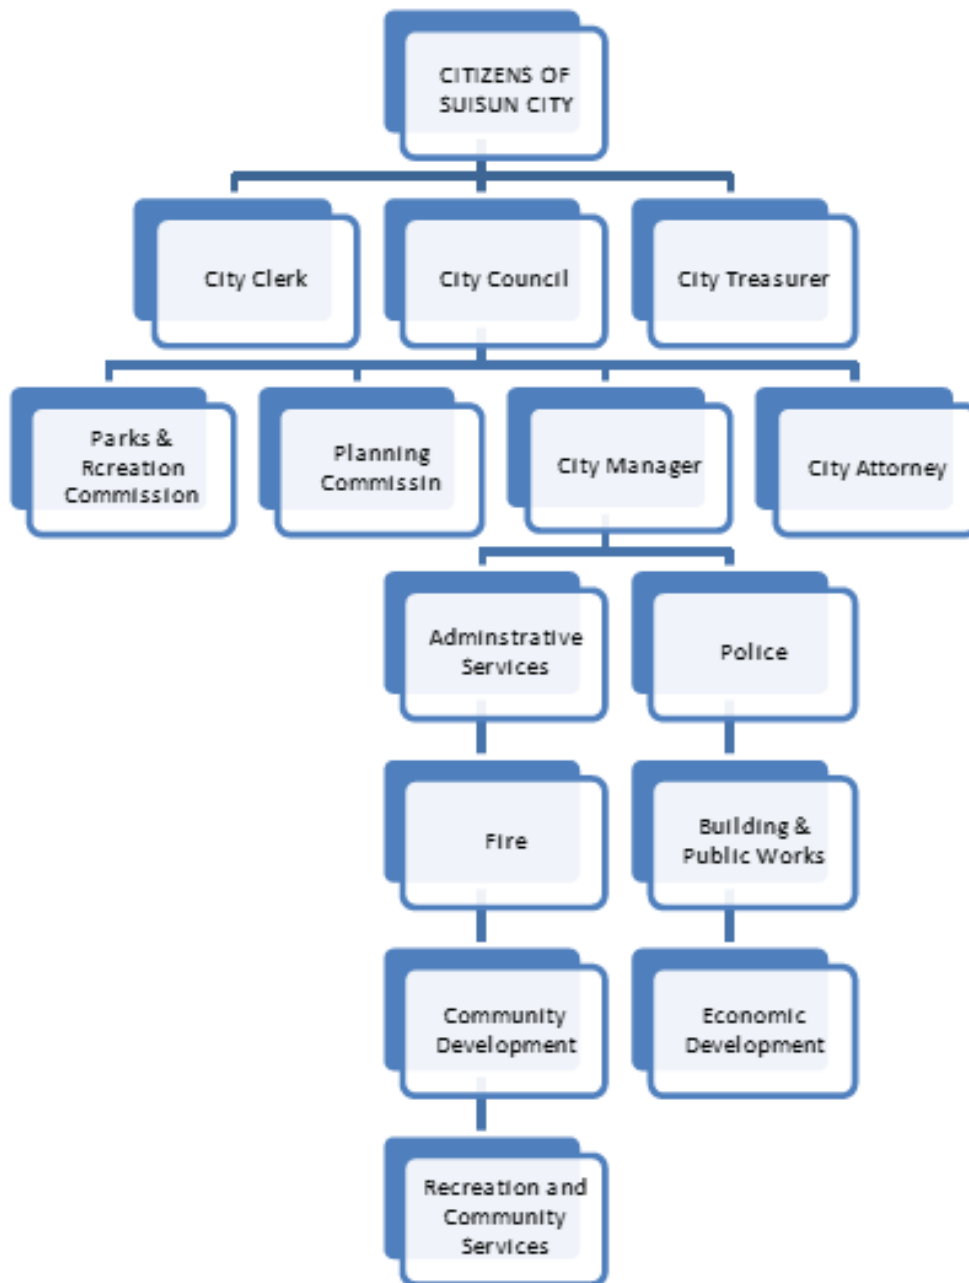 CITIZENS OF
SUISUN CITY
City Clerk
City Council
City Treasurer
Parks &
Rcreation
Commission
Planning
Commissin
City Manager
City Attorney
Adminstrative
Services
Police
Fire
Building &
Public Works
Community
Development
Economic
Development
Recreation and
Community
Services